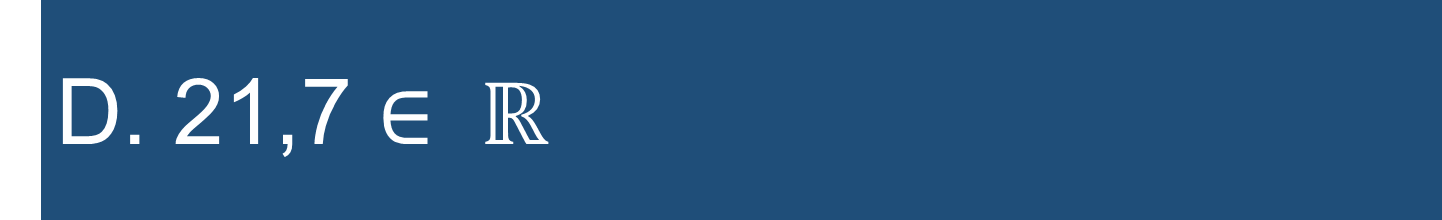 D. 21,7 ∈ ℝ